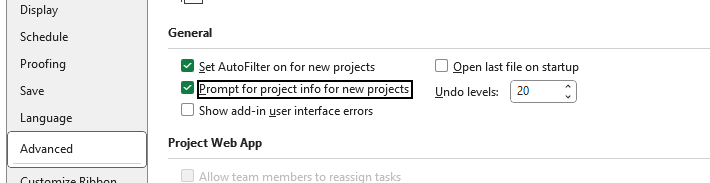 Display
Schedule
Proofing
Save
Language
Advanced
Customize Ribbon
General
Set AutoFilter on for new projects
Open last file on startup
Prompt for project info for new projects
Undo levels: 20
Show add-in user interface errors
Project Web App
Allow team members to reassign tasks